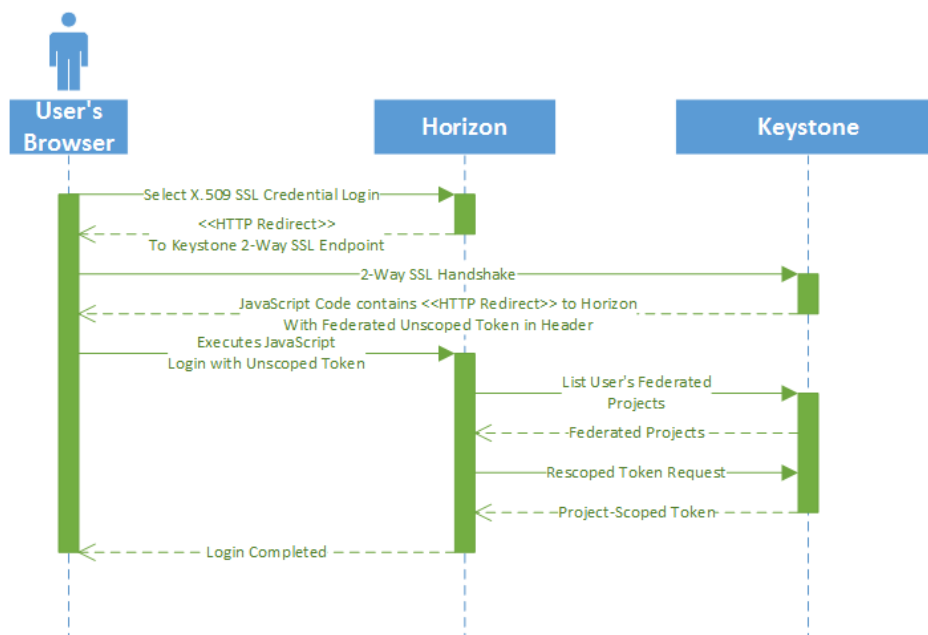 User's
Browser
Horizon
Keystone
Select X.509 SSL Credential Login
<<HTTP Redirect>>
To Keystone 2-Way SSL Endpoint
2-Way SSL Handshake
JavaScript Code contains <<HTTP Redirect>> to Horizon
With Federated Unscoped Token in Header
Executes JavaScript
Login with Unscoped Token
List User's Federated
Projects
Federated Projects
Rescoped Token Request
Project-Scoped Token
Login Completed